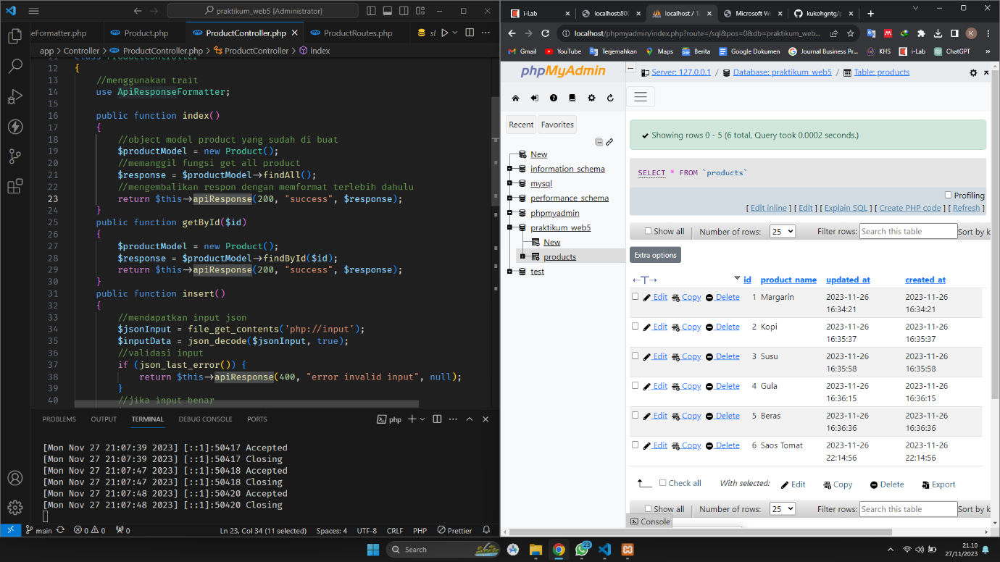 praktikum_web5 [Administrator]
eFormatter.php
Product.php
ProductController.php
ProductRoutes.php
app > Controller > ProductController.php > ProductController > index
12 {
13 //menggunakan trait
14 use ApiResponseFormatter;
15
16 public function index()
17 {
18 //object model product yang sudah di buat
19 $productModel = new Product();
20 //memanggil fungsi get all product
21 $response = $productModel->findAll();
22 //mengembalikan respon dengan memformat terlebih dahulu
23 return $this->apiResponse(200, "success", $response);
24 }
25 public function getById($id)
26 {
27 $productModel = new Product();
28 $response = $productModel->findById($id);
29 return $this->apiResponse(200, "success", $response);
30 }
31 public function insert()
32 {
33 //mendapatkan input json
34 $jsonInput = file_get_contents('php://input');
35 $inputData = json_decode($jsonInput, true);
36 //validasi input
37 if (json_last_error()) {
38 return $this->apiResponse(400, "error invalid input", null);
39 }
40 //jika input benar
PROBLEMS OUTPUT TERMINAL DEBUG CONSOLE PORTS
php
[Mon Nov 27 21:07:39 2023] [::1]:50417 Accepted
[Mon Nov 27 21:07:39 2023] [::1]:50417 Closing
[Mon Nov 27 21:07:47 2023] [::1]:50418 Accepted
[Mon Nov 27 21:07:47 2023] [::1]:50418 Closing
[Mon Nov 27 21:07:48 2023] [::1]:50420 Accepted
[Mon Nov 27 21:07:48 2023] [::1]:50420 Closing
main 0 0 0 Ln 23, Col 34 (11 selected) Spaces: 4 UTF-8 CRLF PHP Prettier
i-Lab
localhost:800
localhost / 1
Microsoft W
kukohgntg/p
localhost/phpmyadmin/index.php?route=/sql&pos=0&db=praktikum_web...
K
Gmail YouTube Terjemahkan Maps Berita Google Dokumen Journal Business Pr... KHS i-Lab ChatGPT »
phpMyAdmin
Recent Favorites
New
information_schema
mysql
performance_schema
phpmyadmin
praktikum_web5
New
products
test
Server: 127.0.0.1 / Database: praktikum_web5 / Table: products
Showing rows 0 - 5 (6 total, Query took 0.0002 seconds.)
SELECT * FROM `products`
Profiling
[ Edit inline ] [ Edit ] [ Explain SQL ] [ Create PHP code ] [ Refresh ]
Show all Number of rows: 25 Filter rows: Search this table Sort by k
Extra options
id product_name updated_at created_at
Edit Copy Delete 1 Margarin 2023-11-26 2023-11-26
16:34:21 16:34:21
Edit Copy Delete 2 Kopi 2023-11-26 2023-11-26
16:35:37 16:35:37
Edit Copy Delete 3 Susu 2023-11-26 2023-11-26
16:35:58 16:35:58
Edit Copy Delete 4 Gula 2023-11-26 2023-11-26
16:36:15 16:36:15
Edit Copy Delete 5 Beras 2023-11-26 2023-11-26
16:36:36 16:36:36
Edit Copy Delete 6 Saos Tomat 2023-11-26 2023-11-26
22:14:56 22:14:56
Check all With selected: Edit Copy Delete Export
Show all Number of rows: 25 Filter rows: Search this table Sort by k
Console
Search
23
21.10
27/11/2023